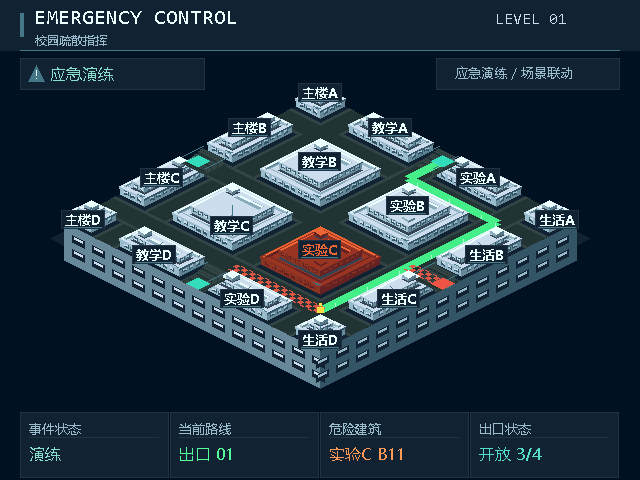 EMERGENCY CONTROL
LEVEL 01
校园疏散指挥
应急演练
应急演练 / 场景联动
主楼A
主楼B
教学A
教学B
主楼C
实验A
实验B
主楼D
教学C
生活A
教学D
实验C
生活B
实验D
生活C
生活D
事件状态
演练
当前路线
出口 01
危险建筑
实验C B11
出口状态
开放 3/4